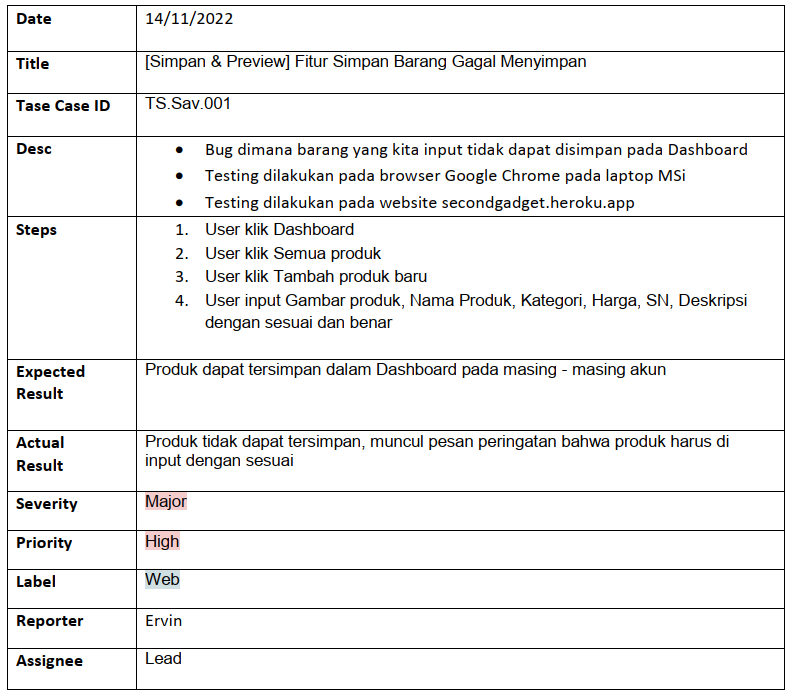 Date 14/11/2022
Title [Simpan & Preview] Fitur Simpan Barang Gagal Menyimpan
Tase Case ID TS.Sav.001
Desc
• Bug dimana barang yang kita input tidak dapat disimpan pada Dashboard
• Testing dilakukan pada browser Google Chrome pada laptop MSi
• Testing dilakukan pada website secondgadget.heroku.app
Steps
1. User klik Dashboard
2. User klik Semua produk
3. User klik Tambah produk baru
4. User input Gambar produk, Nama Produk, Kategori, Harga, SN, Deskripsi
dengan sesuai dan benar
Expected
Result
Produk dapat tersimpan dalam Dashboard pada masing - masing akun
Actual
Result
Produk tidak dapat tersimpan, muncul pesan peringatan bahwa produk harus di
input dengan sesuai
Severity Major
Priority High
Label Web
Reporter Ervin
Assignee Lead